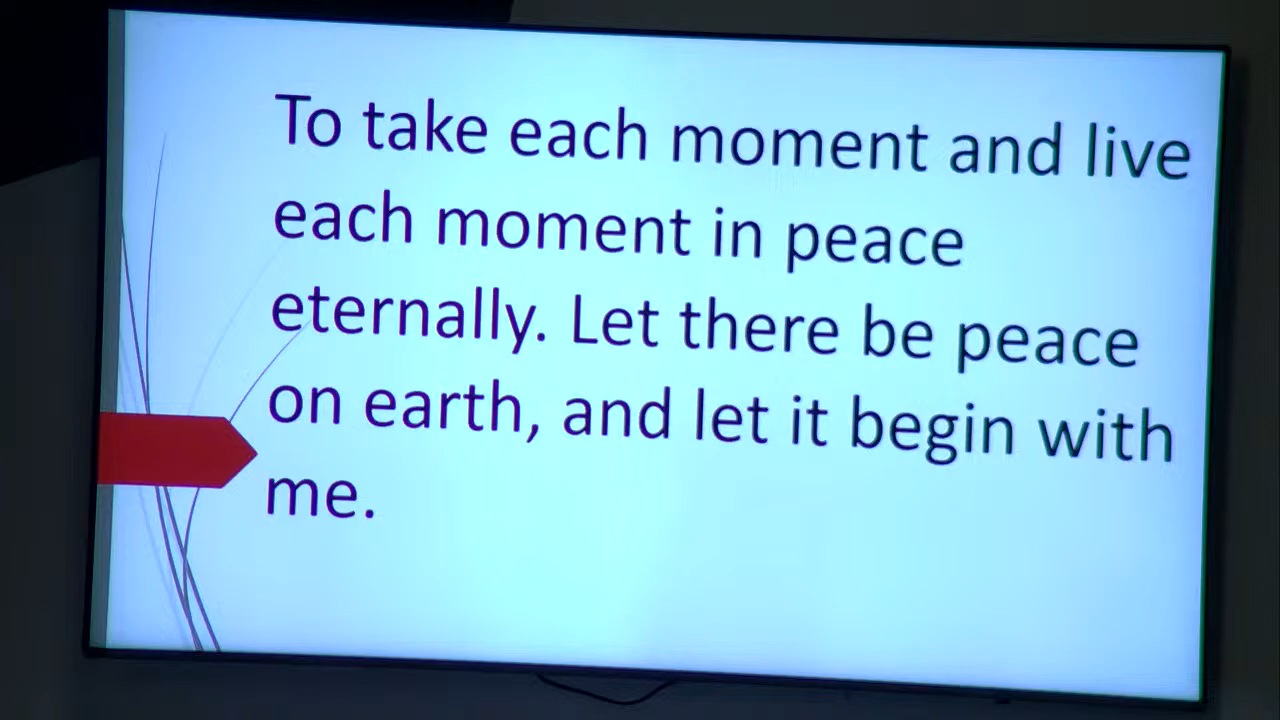 To take each moment and live
each moment in peace
eternally. Let there be peace
on earth, and let it begin with
me.